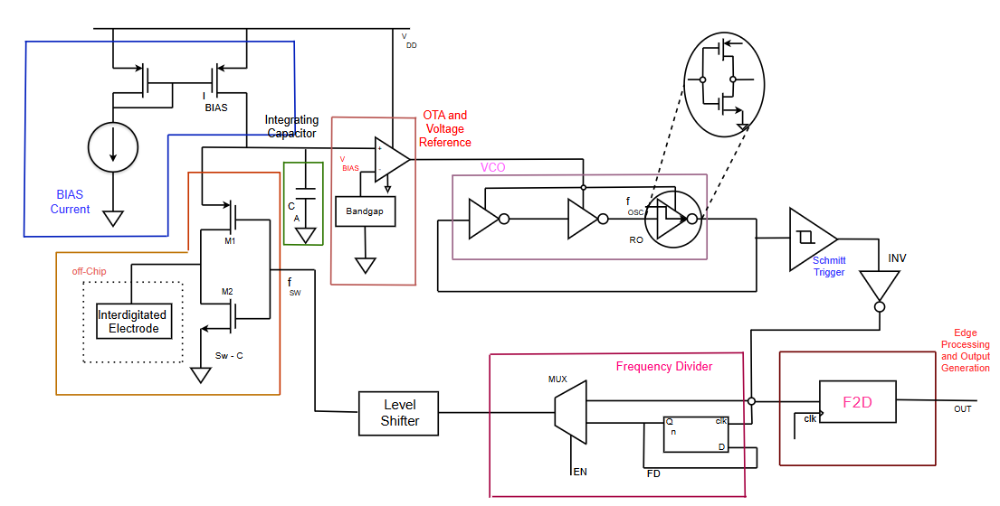 V
DD
I
BIAS
Integrating
Capacitor
OTA and
Voltage
Reference
+
-
V
BIAS
Bandgap
VCO
f
OSC
RO
BIAS
Current
C
A
M1
off-Chip
M2
Interdigitated
Electrode
Sw - C
f
SW
Schmitt
Trigger
INV
Edge
Processing
and Output
Generation
Frequency Divider
MUX
Level
Shifter
Q
n
clk
D
EN
FD
F2D
clk
OUT